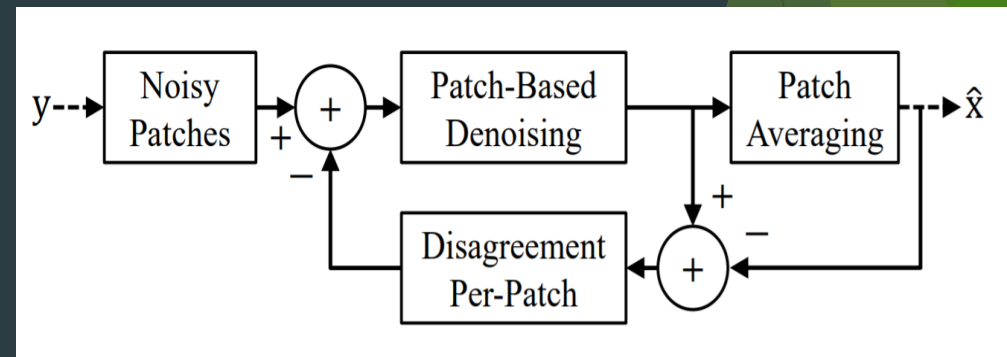 y
Noisy
Patches
+
+
−
Patch-Based
Denoising
Patch
Averaging
x̂
+
−
Disagreement
Per-Patch
+